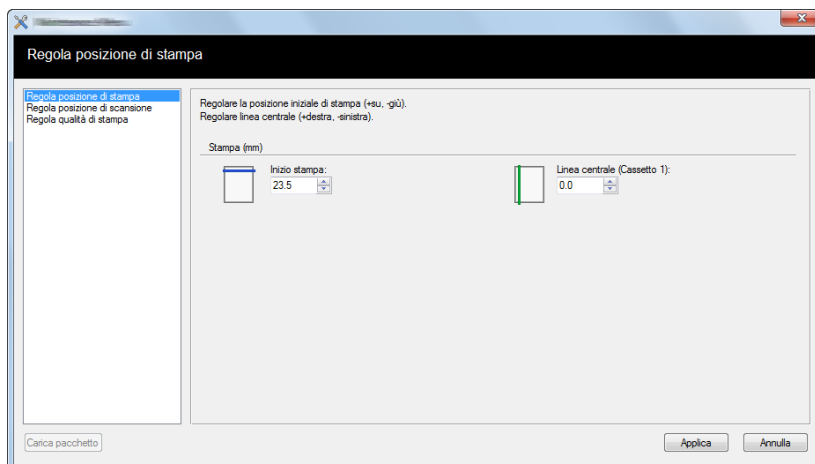 Regola posizione di stampa
Regola posizione di stampa
Regola posizione di scansione
Regola qualità di stampa
Regolare la posizione iniziale di stampa (+su, -giù).
Regolare linea centrale (+destra, -sinistra).
Stampa (mm)
Inizio stampa:
23.5
Linea centrale (Cassetto 1):
0.0
Carica pacchetto
Applica
Annulla